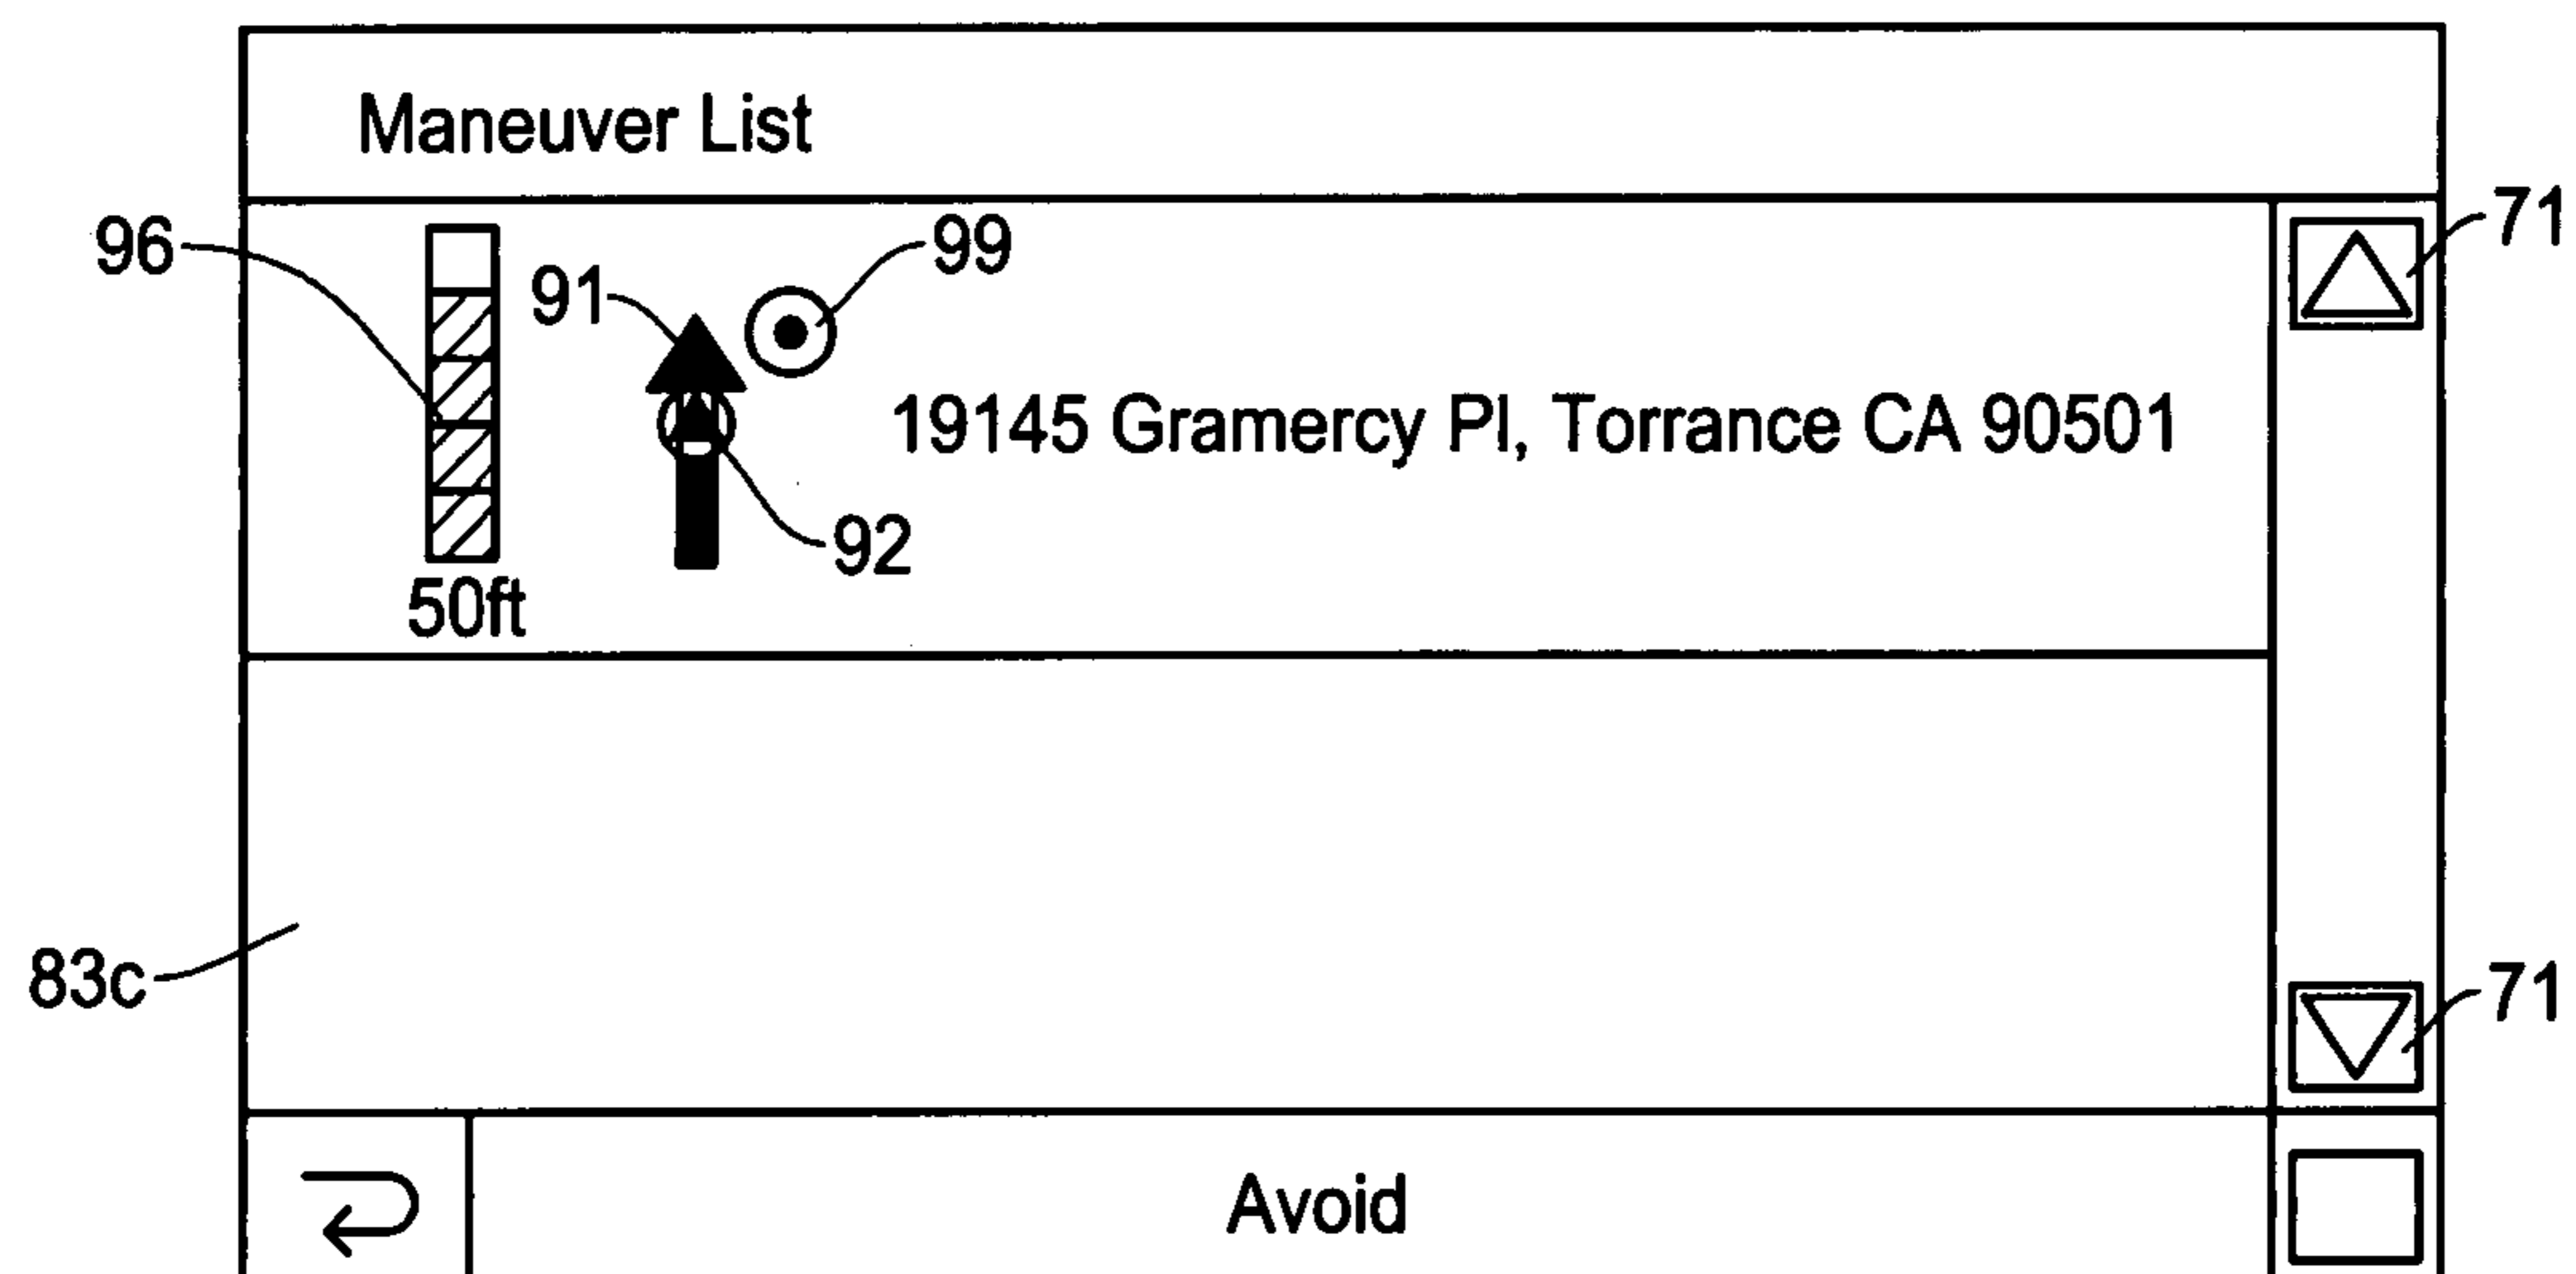 Maneuver List
71
96
99
91
19145 Gramercy Pl, Torrance CA 90501
92
50ft
83c
71
Avoid